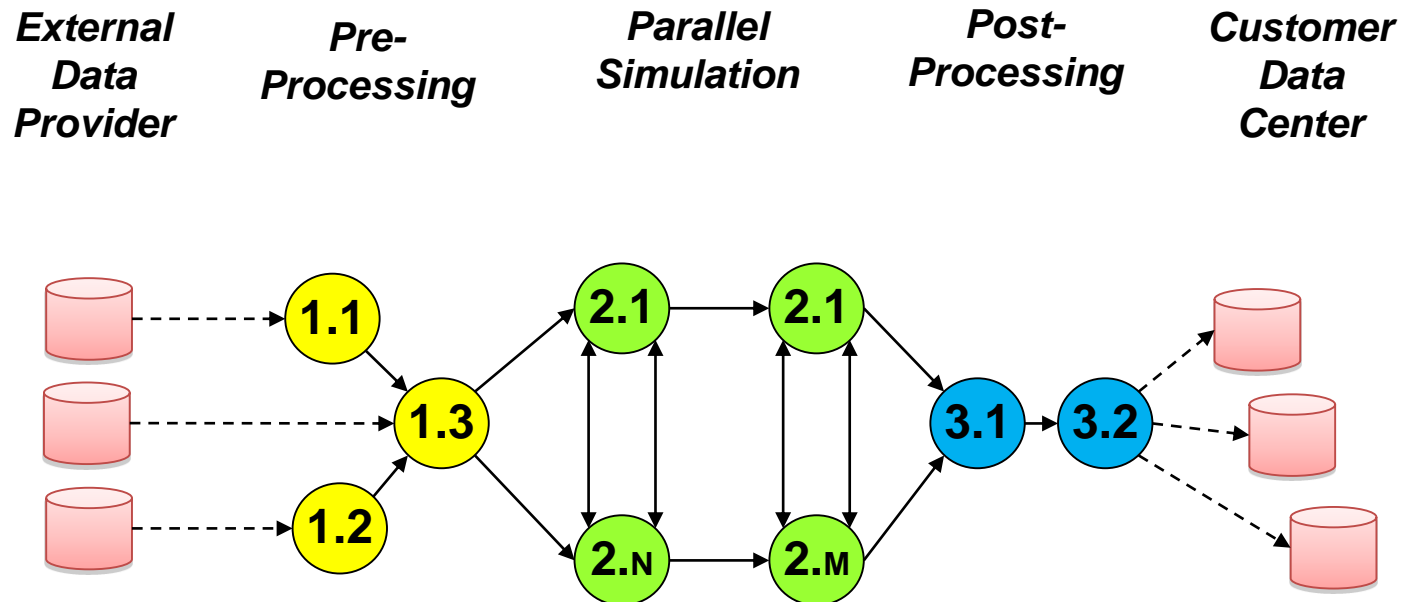 External
Data
Provider
Pre-
Processing
Parallel
Simulation
Post-
Processing
Customer
Data
Center
1.1
1.3
1.2
2.1
2.1
2.N
2.M
3.1
3.2